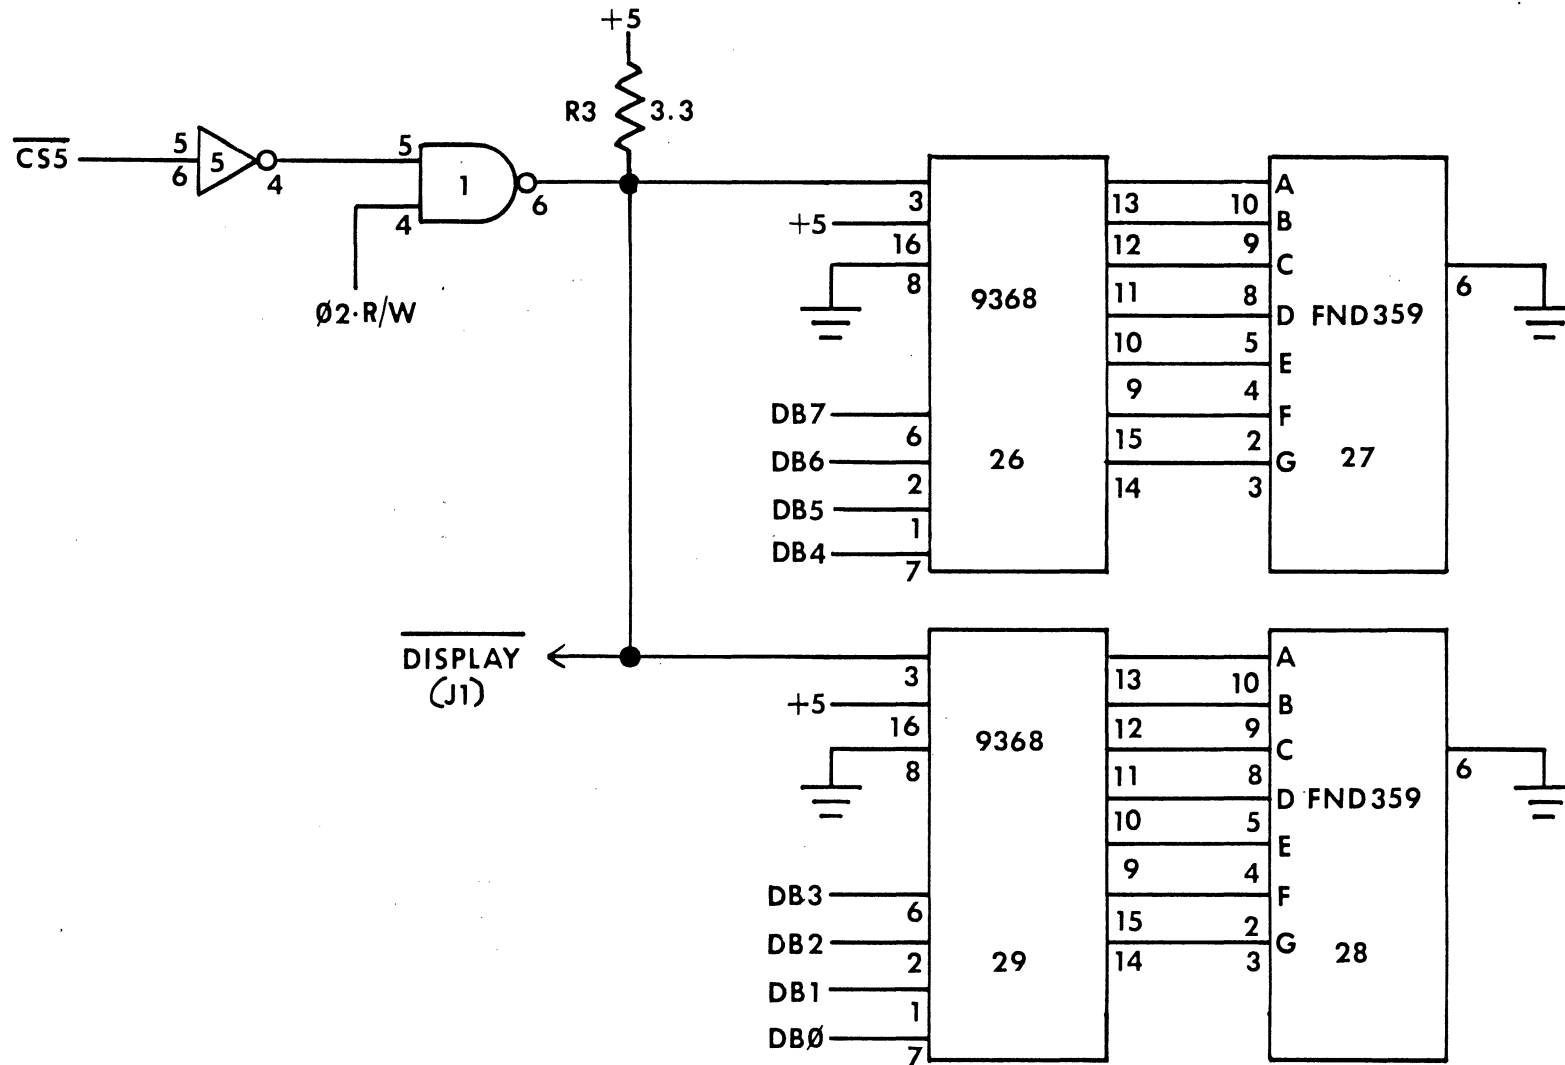 +5
R3 3.3
CS5
5
6
5
4
5
4
1
6
Ø2·R/W
3
+5
16
8
9368
26
DB7
6
DB6
2
DB5
1
DB4
7
13
12
11
10
9
15
14
10
9
8
5
4
2
3
A
B
C
D
E
F
G
FND359
27
6
DISPLAY
(J1)
3
+5
16
8
9368
29
DB3
6
DB2
2
DB1
1
DBØ
7
13
12
11
10
9
15
14
10
9
8
5
4
2
3
A
B
C
D
E
F
G
FND359
28
6